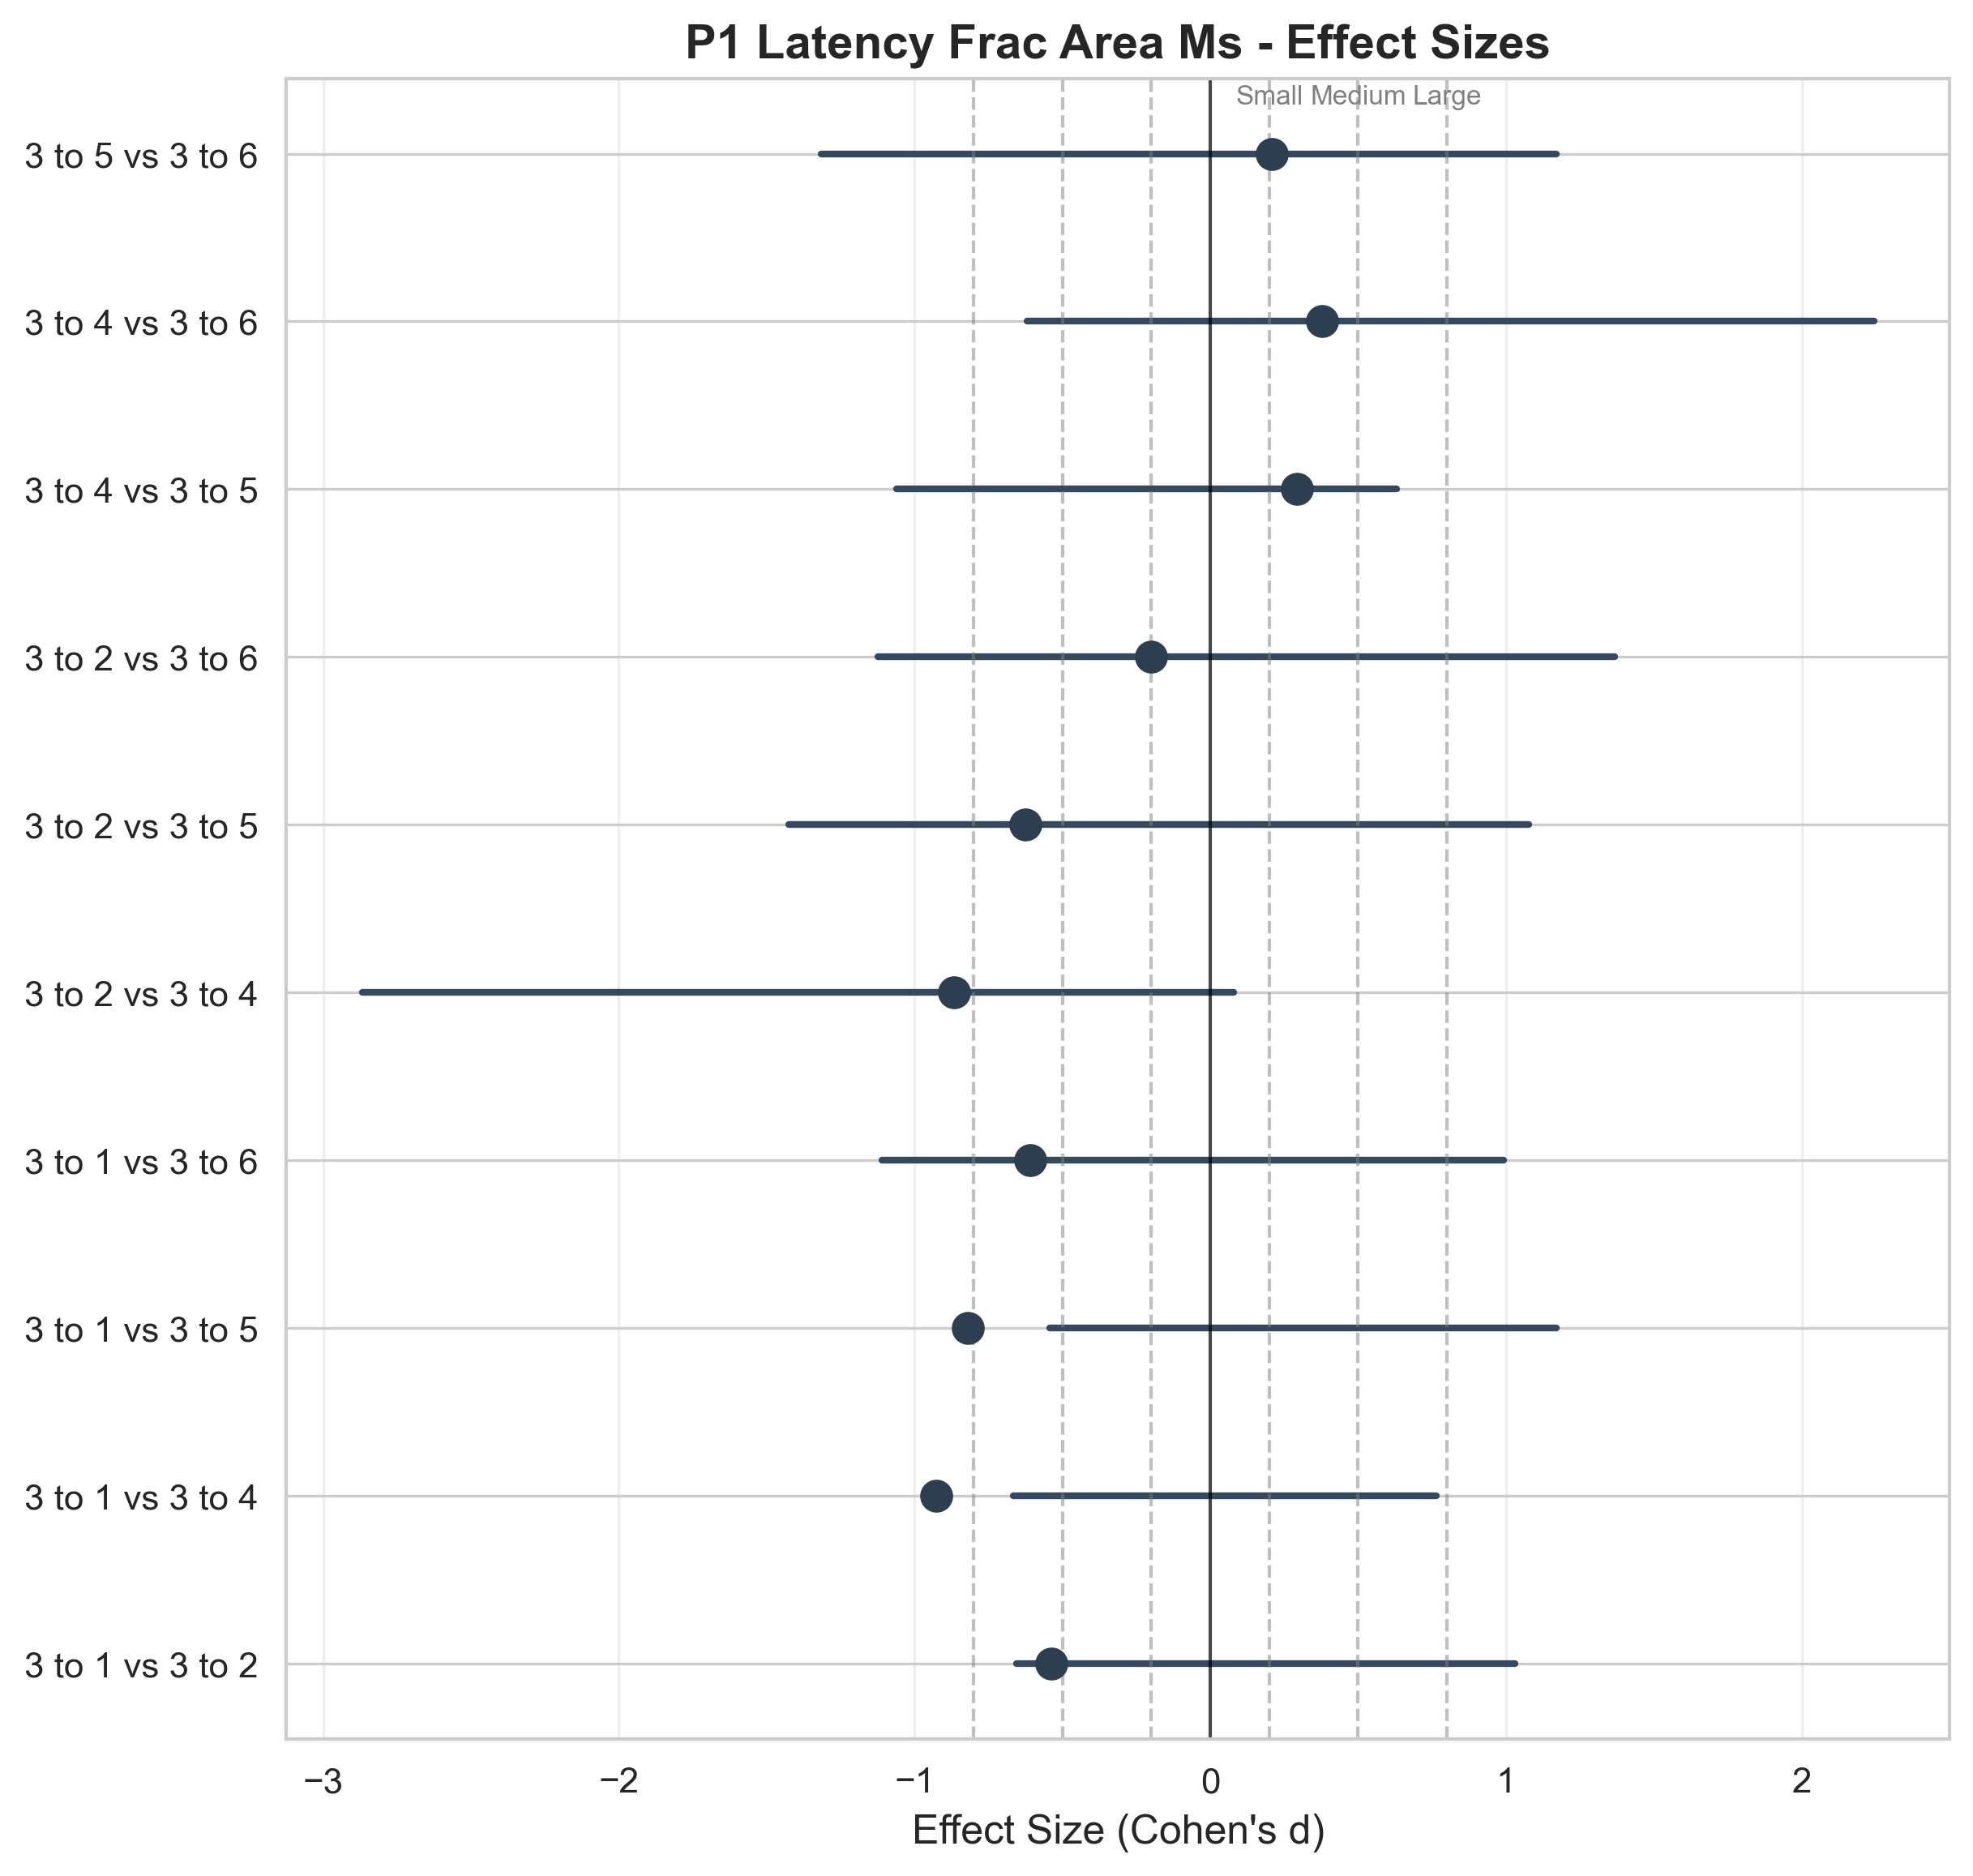 P1 Latency Frac Area Ms - Effect Sizes
Small Medium Large
3 to 5 vs 3 to 6
3 to 4 vs 3 to 6
3 to 4 vs 3 to 5
3 to 2 vs 3 to 6
3 to 2 vs 3 to 5
3 to 2 vs 3 to 4
3 to 1 vs 3 to 6
3 to 1 vs 3 to 5
3 to 1 vs 3 to 4
3 to 1 vs 3 to 2
−3 −2 −1 0 1 2
Effect Size (Cohen's d)